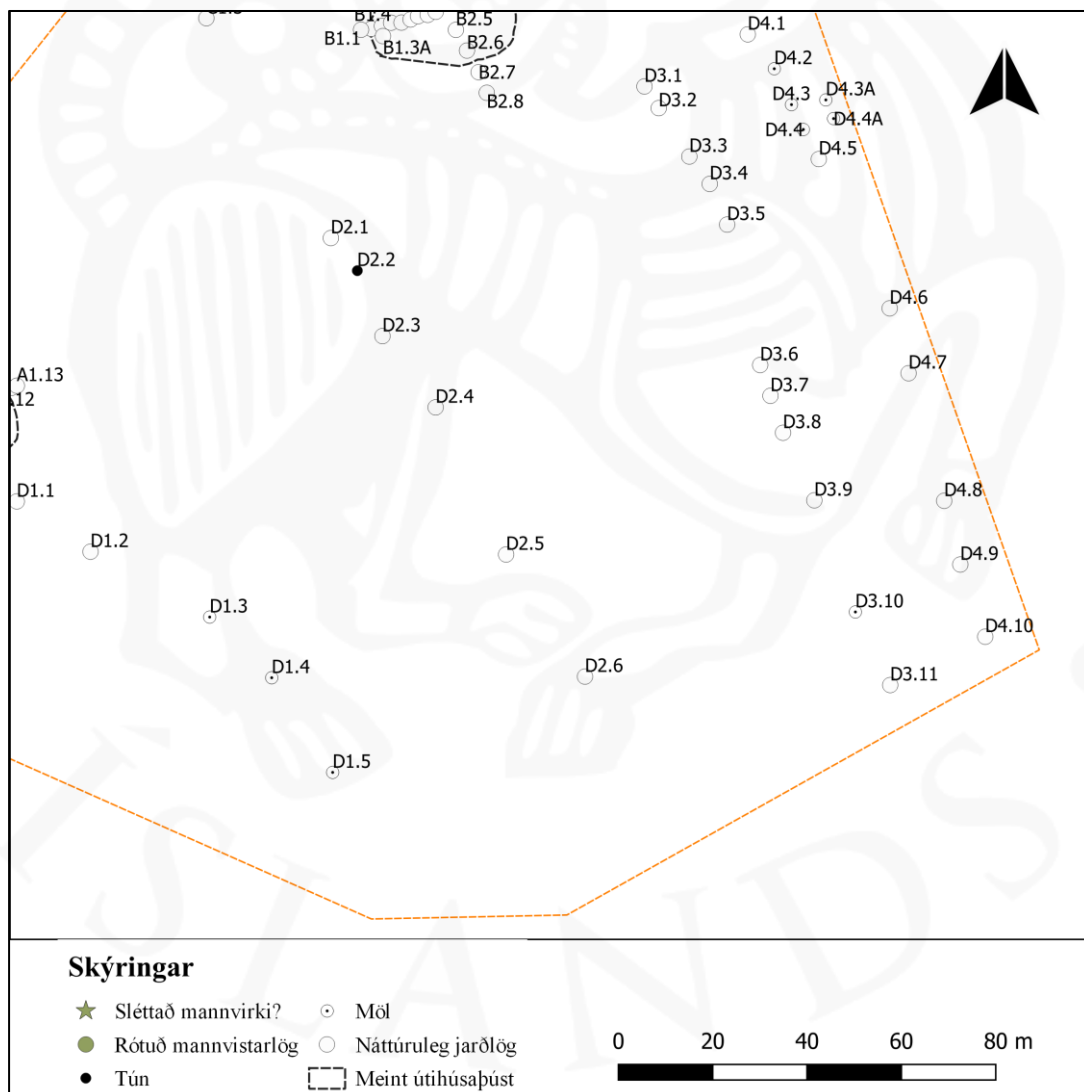 B1.4
B2.5
D4.1
B1.1
B1.3A
B2.6
D4.2
B2.7
D3.1
D4.3A
B2.8
D3.2
D4.3
D4.4A
D4.4
D3.3
D4.5
D3.4
D3.5
D2.1
D2.2
D4.6
D2.3
D3.6
D4.7
A1.13
D3.7
12
D2.4
D3.8
D1.1
D3.9
D4.8
D1.2
D2.5
D4.9
D1.3
D3.10
D4.10
D1.4
D2.6
D3.11
D1.5
ÍSLANDS
Skýringar
Sléttað mannvirki?
Möl
Rótuð mannvistarlög
Náttúruleg jarðlög
Tún
Meint útihúsaþúst
0 20 40 60 80 m